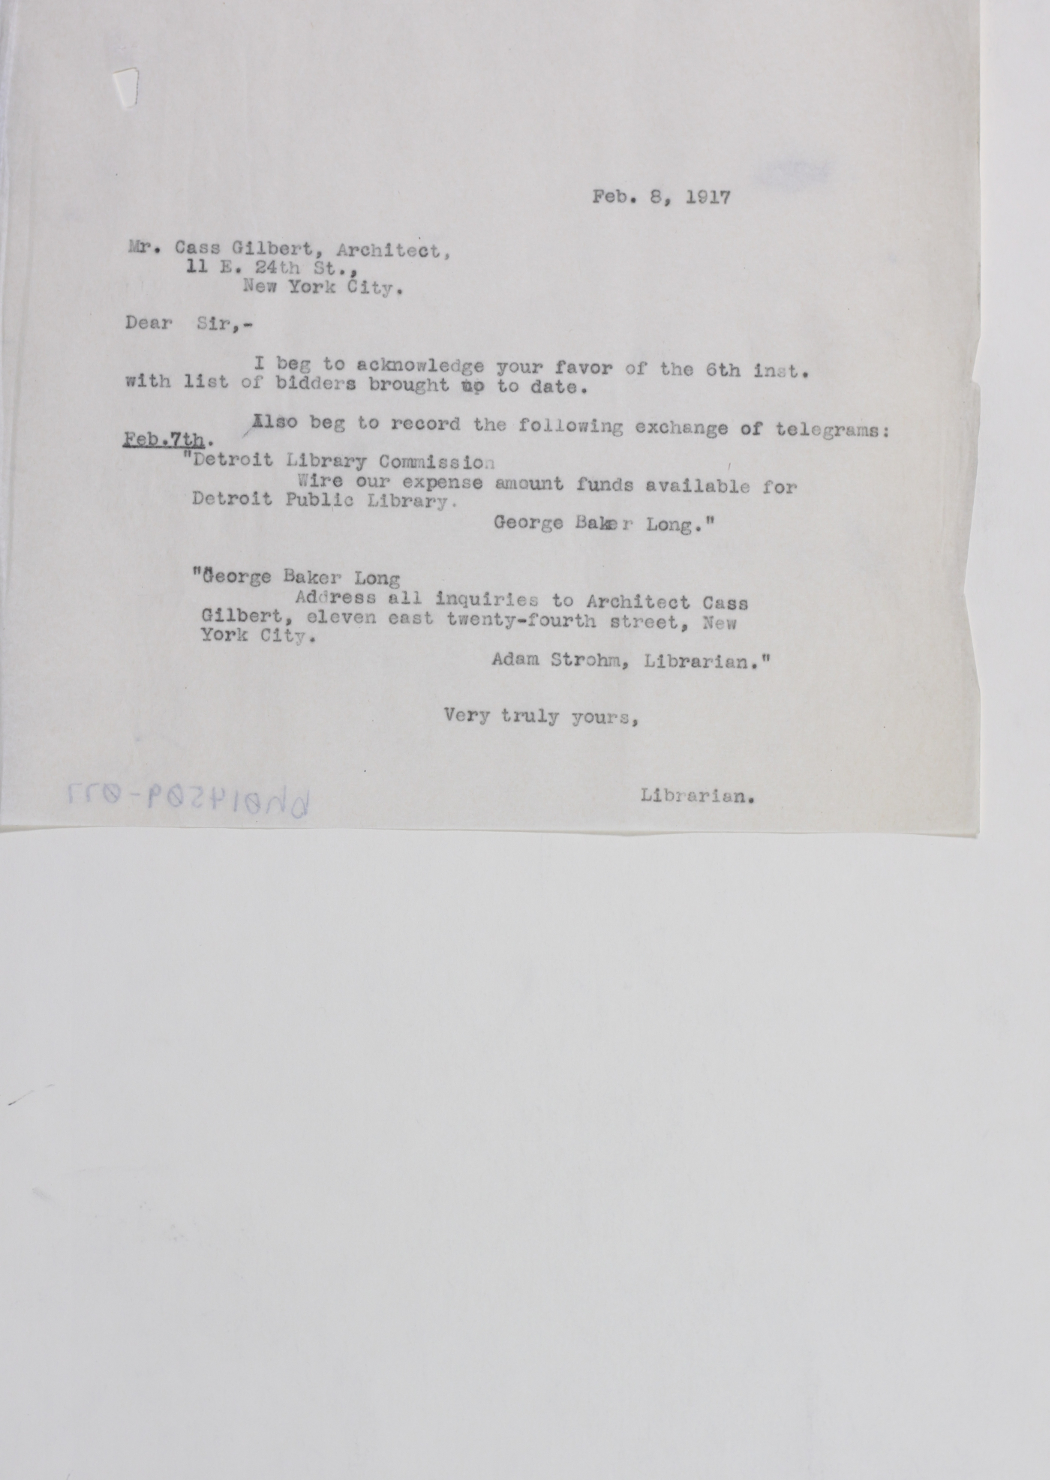 Feb. 8, 1917
Mr. Cass Gilbert, Architect,
11 E. 24th St.,
New York City.
Dear Sir,-
I beg to acknowledge your favor of the 6th inst.
with list of bidders brought up to date.
Also beg to record the following exchange of telegrams:
Feb.7th.
"Detroit Library Commission
Wire our expense amount funds available for
Detroit Public Library.
George Baker Long."
"George Baker Long
Address all inquiries to Architect Cass
Gilbert, eleven east twenty-fourth street, New
York City.
Adam Strohm, Librarian."
Very truly yours,
Librarian.
bh014509-077